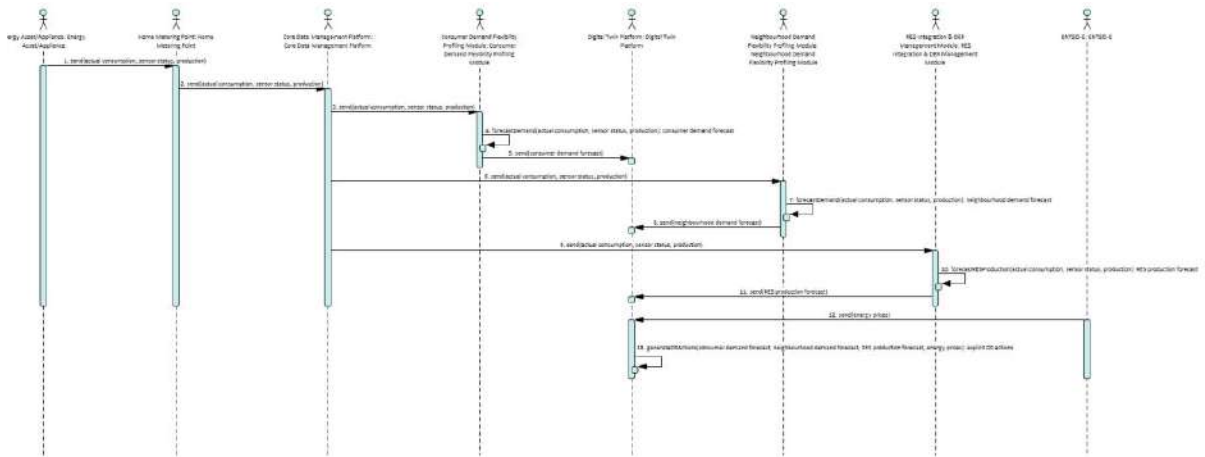 ergy Asset/Appliance: Energy
Asset/Appliance
Home Metering Point: Home
Metering Point
Core Data Management Platform:
Core Data Management Platform
Consumer Demand Flexibility
Profiling Module: Consumer
Demand Flexibility Profiling
Module
Digital Twin Platform: Digital Twin
Platform
Neighbourhood Demand
Flexibility Profiling Module:
Neighbourhood Demand
Flexibility Profiling Module
RES Integration & DER
Management Module: RES
Integration & DER Management
Module
ENTSO-E: ENTSO-E
1. send(actual consumption, sensor status, production)
2. send(actual consumption, sensor status, production)
3. send(actual consumption, sensor status, production)
4. forecastDemand(actual consumption, sensor status, production): consumer demand forecast
5. send(consumer demand forecast)
6. send(actual consumption, sensor status, production)
7. forecastDemand(actual consumption, sensor status, production): neighbourhood demand forecast
8. send(neighbourhood demand forecast)
9. send(actual consumption, sensor status, production)
10. forecastRESProduction(actual consumption, sensor status, production): RES production forecast
11. send(RES production forecast)
12. send(energy prices)
13. generateDRActions(consumer demand forecast, neighbourhood demand forecast, RES production forecast, energy prices): explicit DR actions